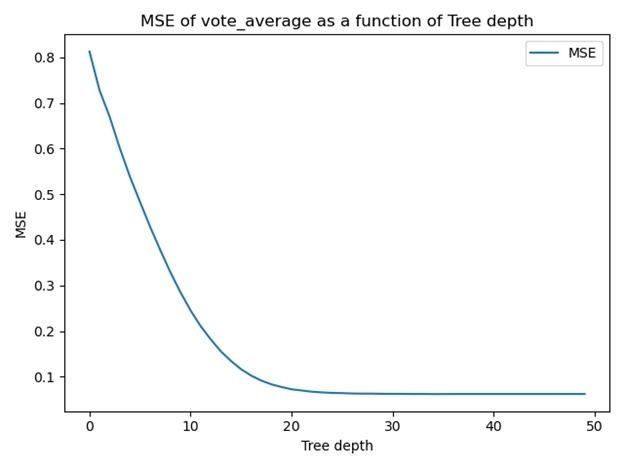 MSE of vote_average as a function of Tree depth
MSE
0.8
0.7
0.6
0.5
0.4
0.3
0.2
0.1
MSE
0 10 20 30 40 50
Tree depth